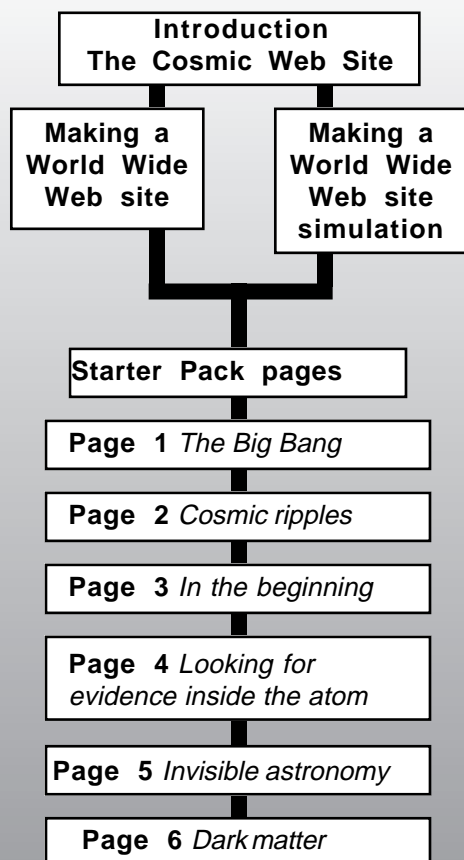 Introduction
The Cosmic Web Site
Making a
World Wide
Web site
Making a
World Wide
Web site
simulation
Starter Pack pages
Page 1 The Big Bang
Page 2 Cosmic ripples
Page 3 In the beginning
Page 4 Looking for
evidence inside the atom
Page 5 Invisible astronomy
Page 6 Dark matter